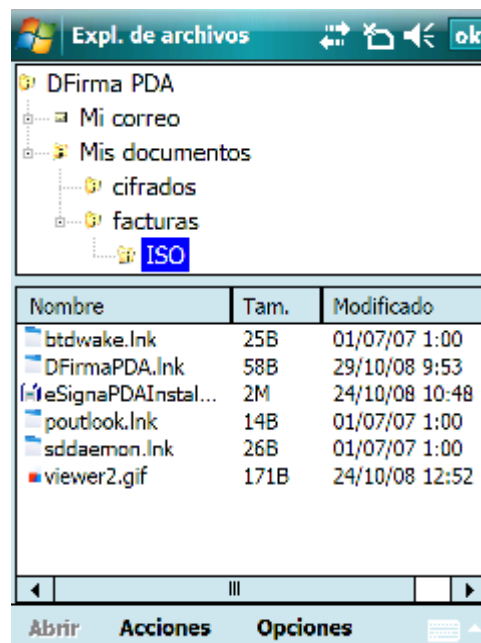 Expl. de archivos ok
DFirma PDA
Mi correo
Mis documentos
cifrados
facturas
ISO
Nombre Tam. Modificado
btdwake.lnk 25B 01/07/07 1:00
DFirmaPDA.lnk 58B 29/10/08 9:53
eSignaPDAInstal... 2M 24/10/08 10:48
poutlook.lnk 14B 01/07/07 1:00
sddaemon.lnk 26B 01/07/07 1:00
viewer2.gif 171B 24/10/08 12:52
Abrir Acciones Opciones